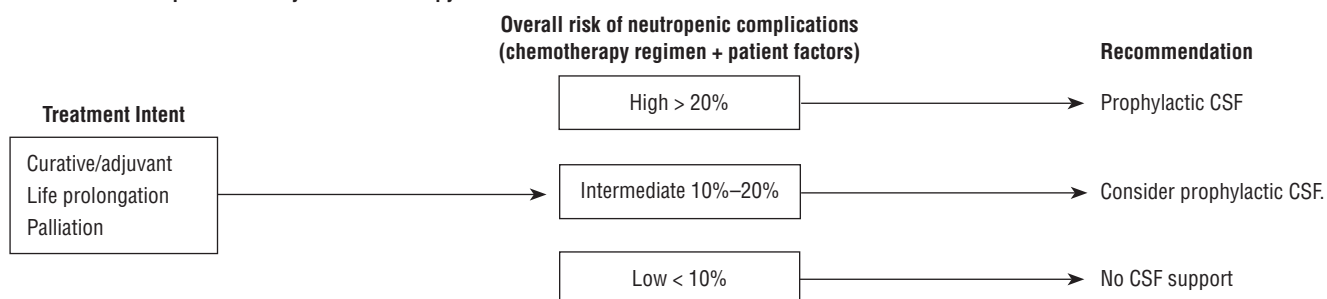 Overall risk of neutropenic complications
(chemotherapy regimen + patient factors)
Recommendation
High > 20%
Prophylactic CSF
Treatment Intent
Curative/adjuvant
Life prolongation
Palliation
Intermediate 10%–20%
Consider prophylactic CSF.
Low < 10%
No CSF support